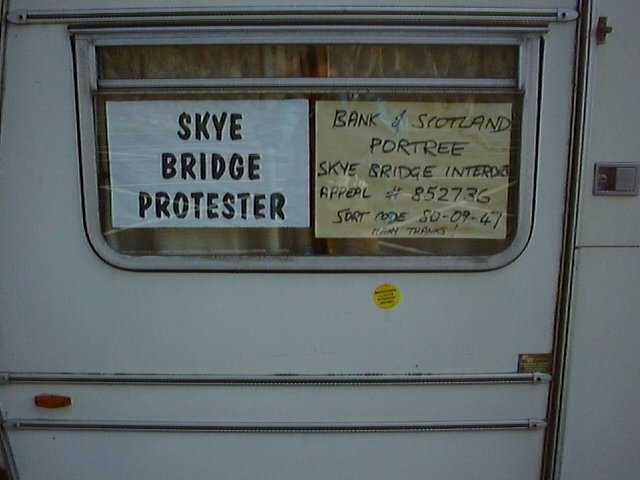 SKYE
BRIDGE
PROTESTER
BANK of SCOTLAND
PORTREE
SKYE BRIDGE INTERDICT
APPEAL # 852736
SORT CODE 80-09-47
MANY THANKS!